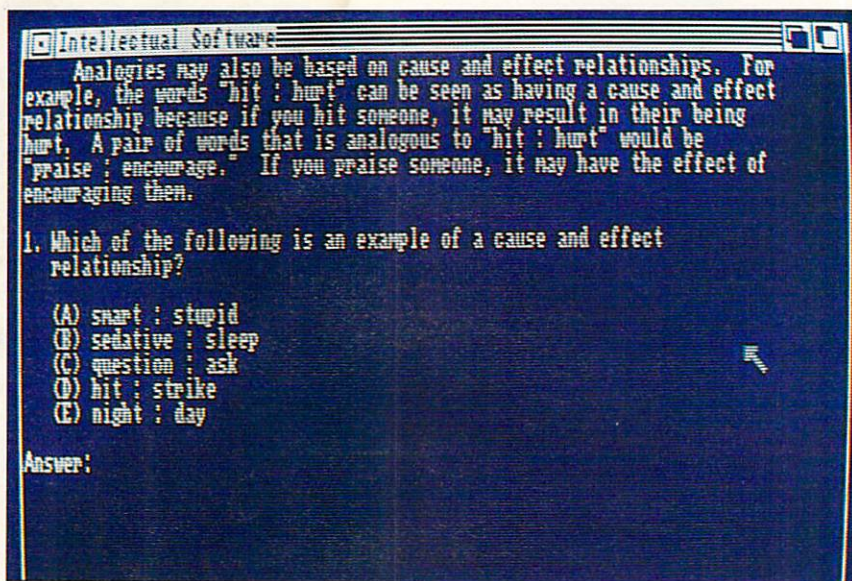 Intellectual Software
Analogies may also be based on cause and effect relationships. For
example, the words "hit : hurt" can be seen as having a cause and effect
relationship because if you hit someone, it may result in their being
hurt. A pair of words that is analogous to "hit : hurt" would be
"praise : encourage." If you praise someone, it may have the effect of
encouraging them.
1. Which of the following is an example of a cause and effect
relationship?
(A) smart : stupid
(B) sedative : sleep
(C) question : ask
(D) hit : strike
(E) night : day
Answer: